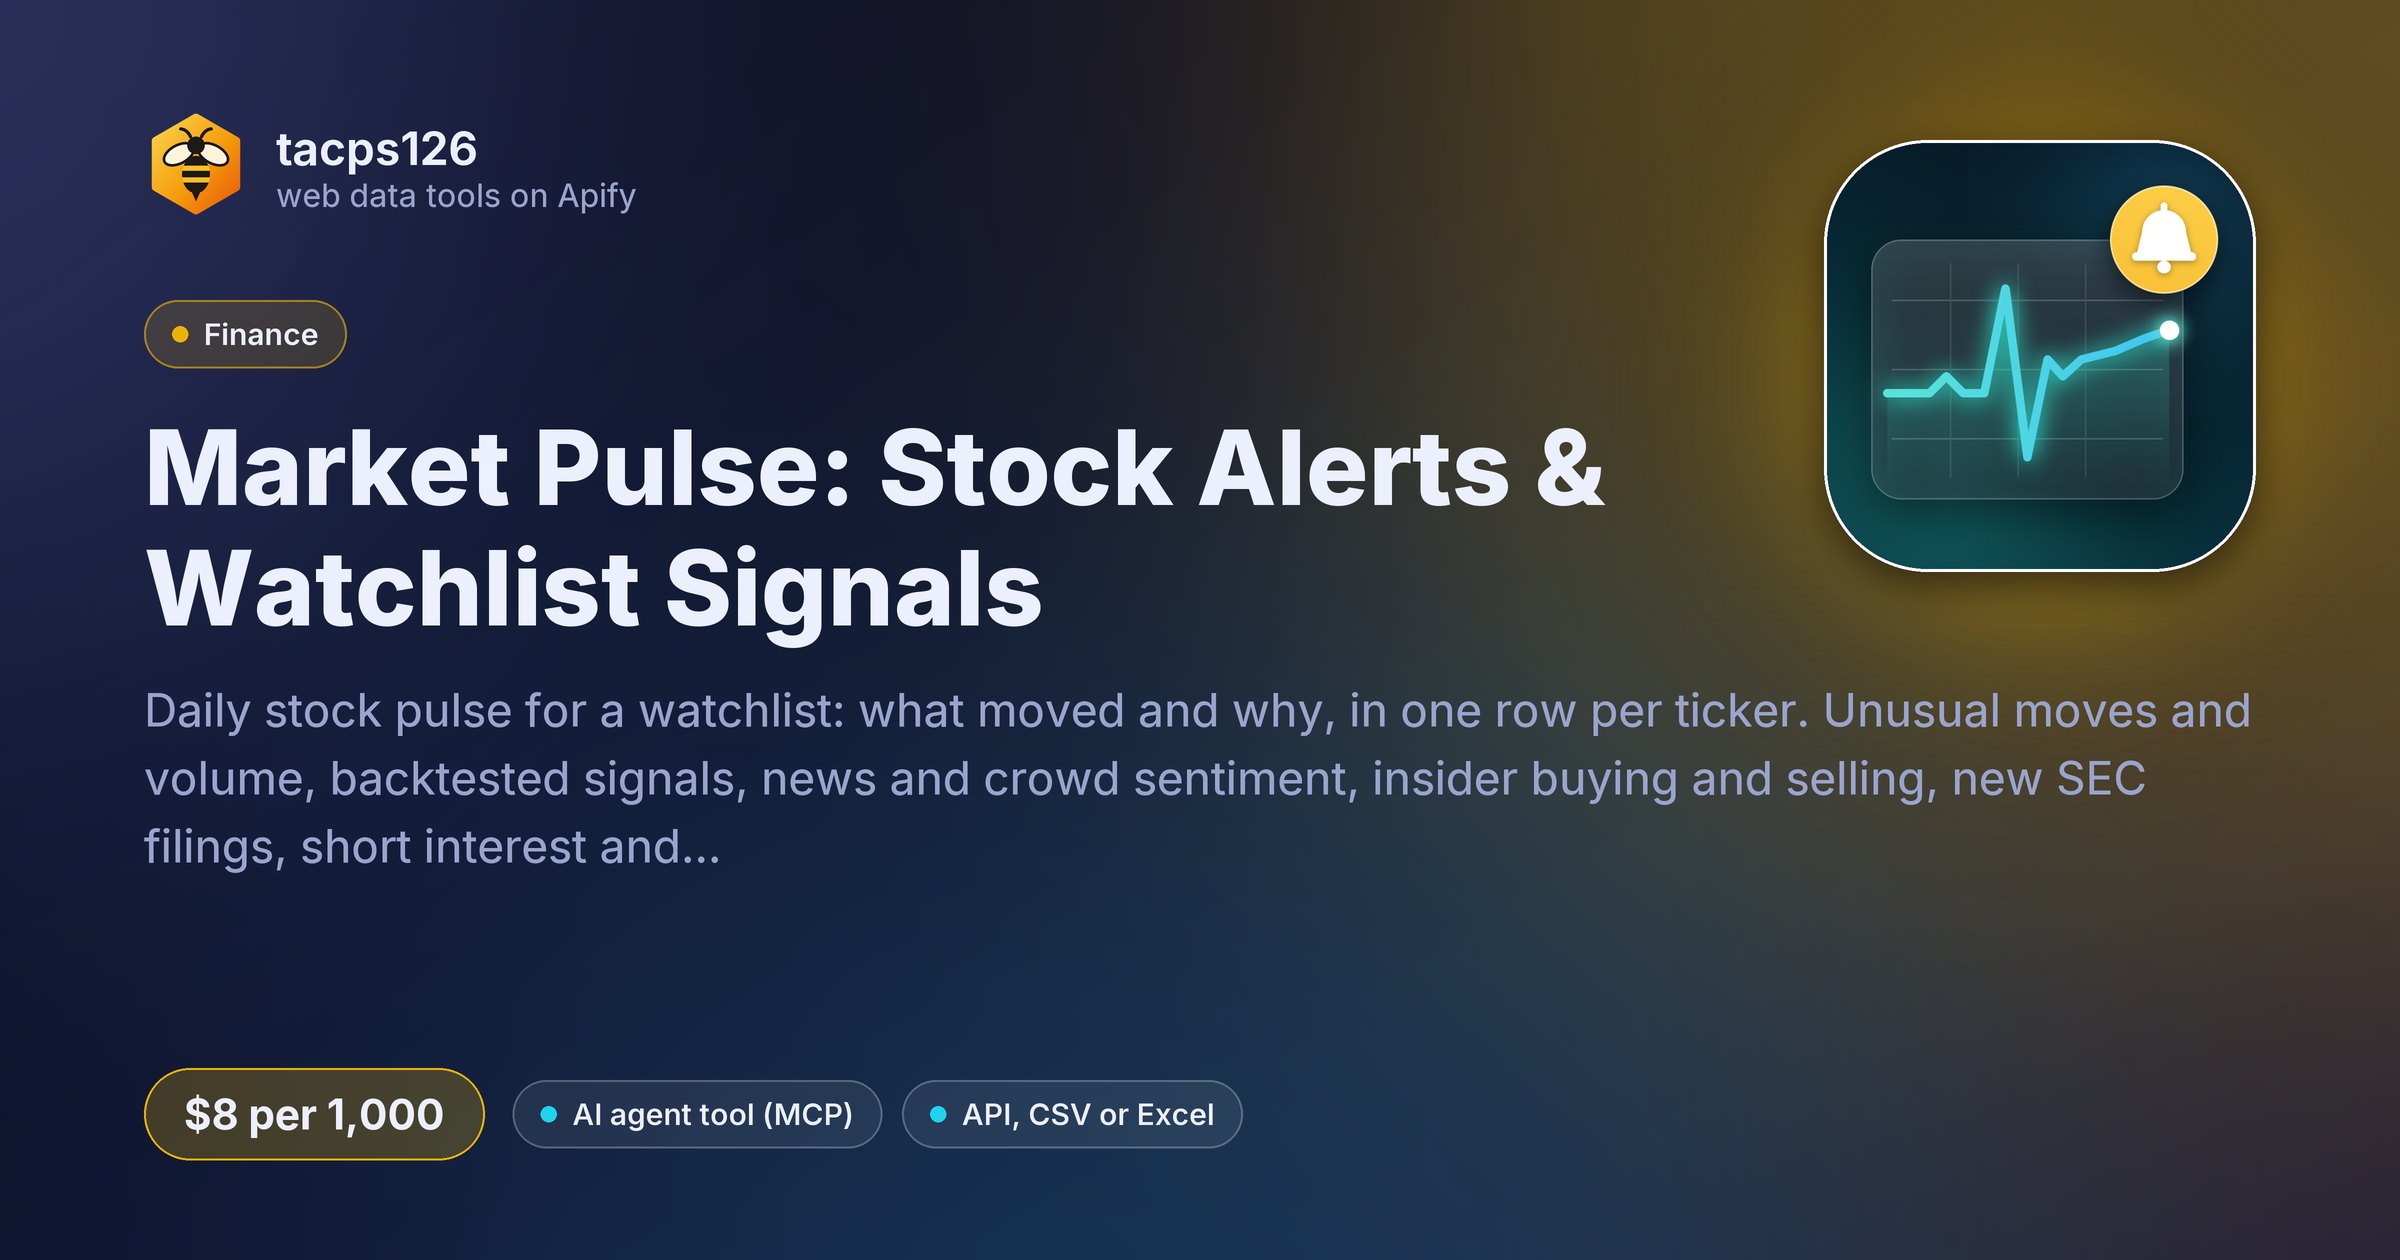 tacps126
web data tools on Apify
Finance
Market Pulse: Stock Alerts &
Watchlist Signals
Daily stock pulse for a watchlist: what moved and why, in one row per ticker. Unusual moves and
volume, backtested signals, news and crowd sentiment, insider buying and selling, new SEC
filings, short interest and...
$8 per 1,000
AI agent tool (MCP)
API, CSV or Excel